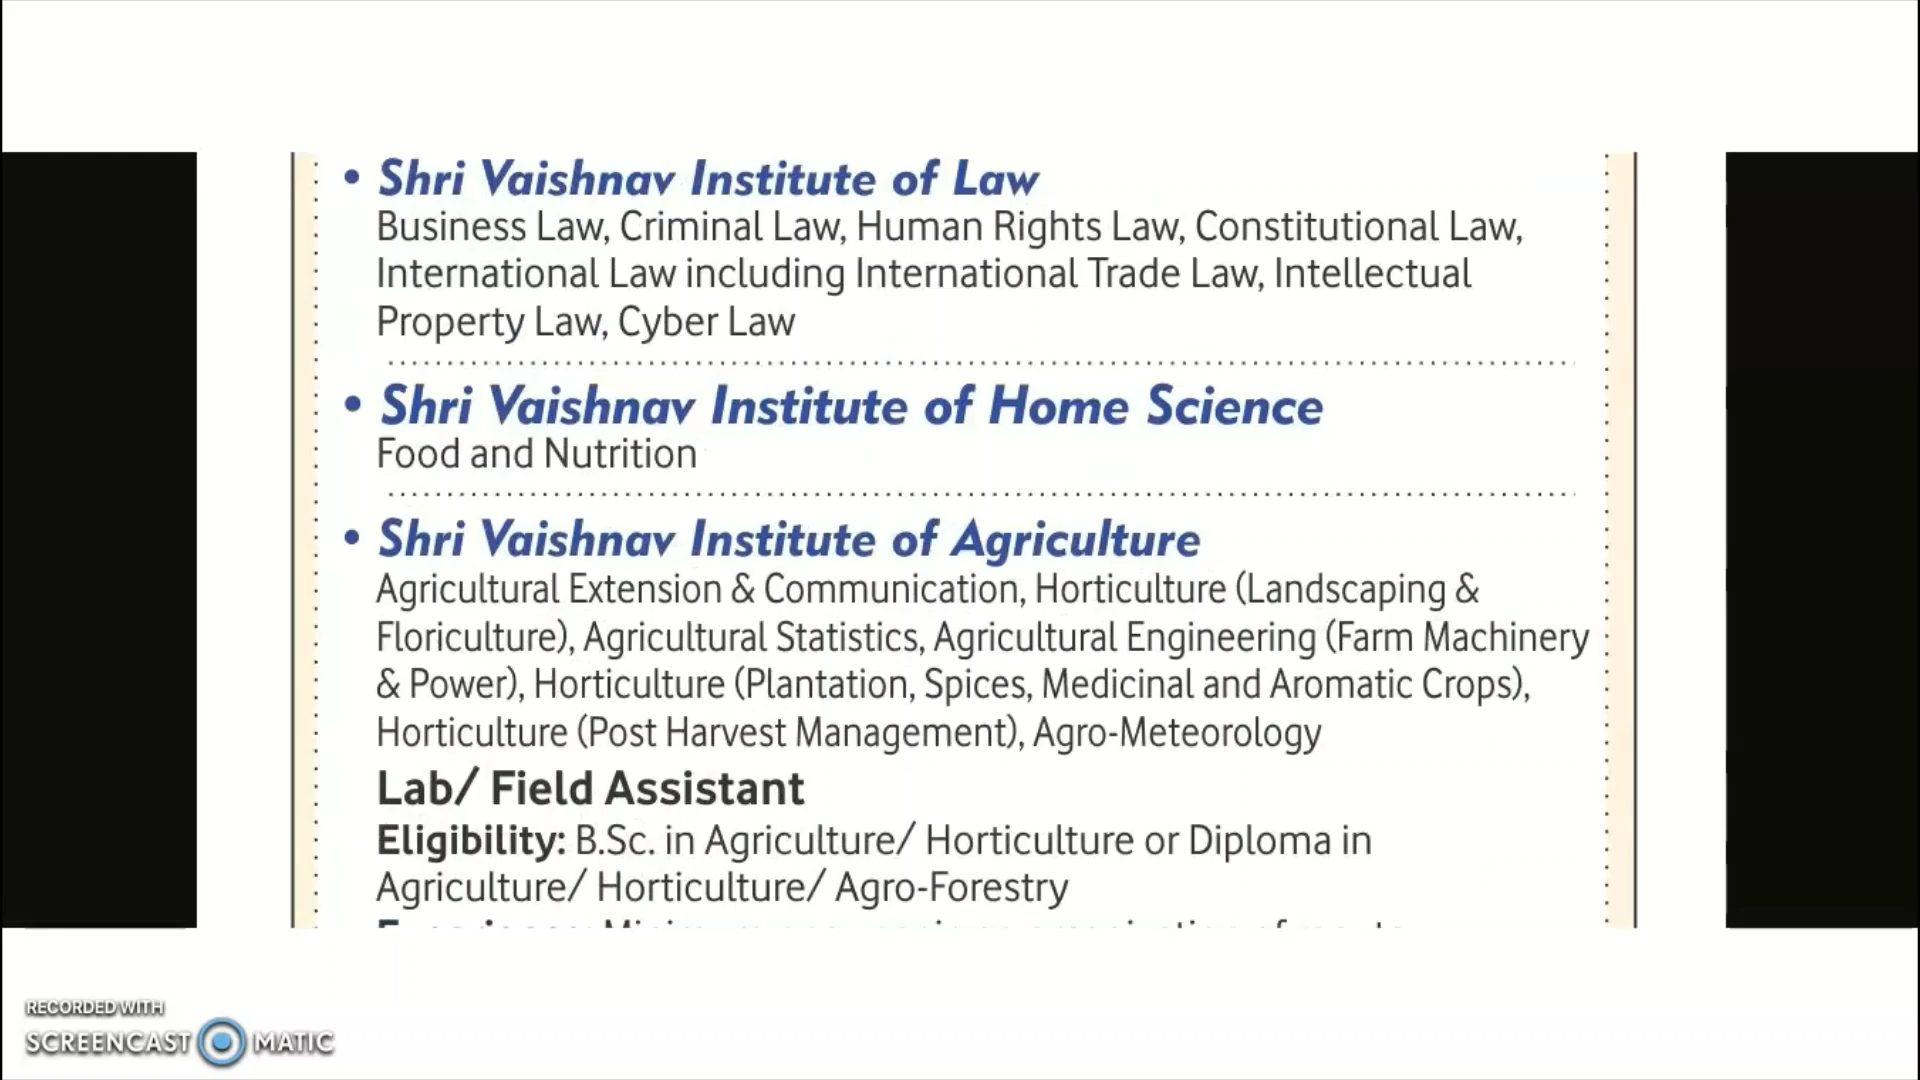 • Shri Vaishnav Institute of Law
Business Law, Criminal Law, Human Rights Law, Constitutional Law,
International Law including International Trade Law, Intellectual
Property Law, Cyber Law
• Shri Vaishnav Institute of Home Science
Food and Nutrition
• Shri Vaishnav Institute of Agriculture
Agricultural Extension & Communication, Horticulture (Landscaping &
Floriculture), Agricultural Statistics, Agricultural Engineering (Farm Machinery
& Power), Horticulture (Plantation, Spices, Medicinal and Aromatic Crops),
Horticulture (Post Harvest Management), Agro-Meteorology
Lab/ Field Assistant
Eligibility: B.Sc. in Agriculture/ Horticulture or Diploma in
Agriculture/ Horticulture/ Agro-Forestry
RECORDED WITH
SCREENCAST MATIC